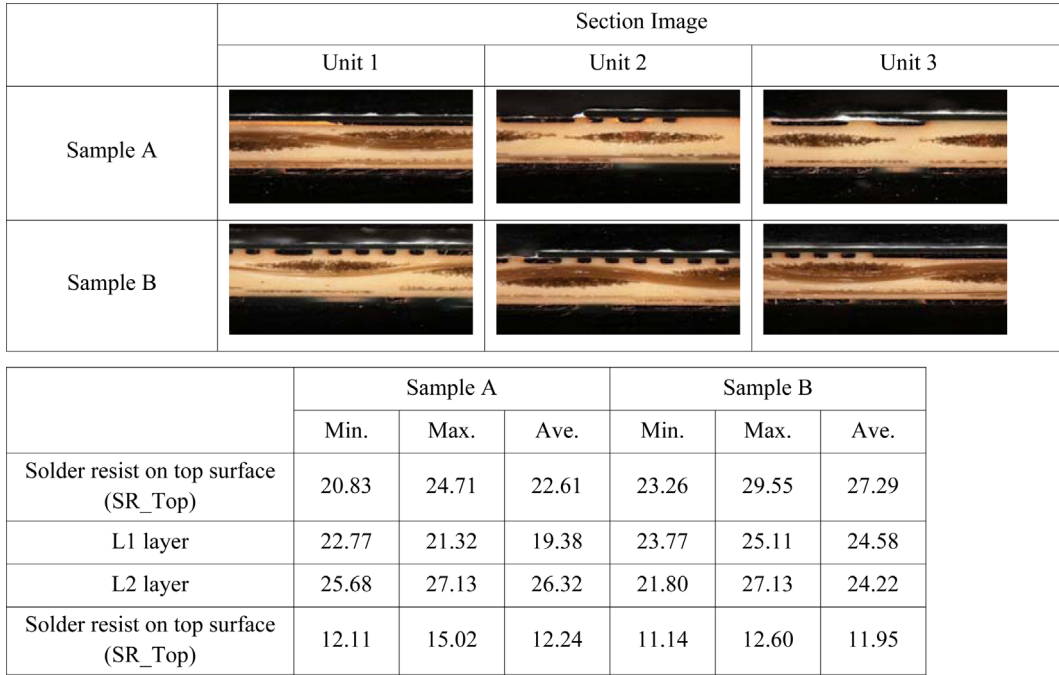 Section Image
Unit 1 Unit 2 Unit 3
Sample A
Sample B
Sample A Sample B
Min. Max. Ave. Min. Max. Ave.
Solder resist on top surface
(SR_Top) 20.83 24.71 22.61 23.26 29.55 27.29
L1 layer 22.77 21.32 19.38 23.77 25.11 24.58
L2 layer 25.68 27.13 26.32 21.80 27.13 24.22
Solder resist on top surface
(SR_Top) 12.11 15.02 12.24 11.14 12.60 11.95